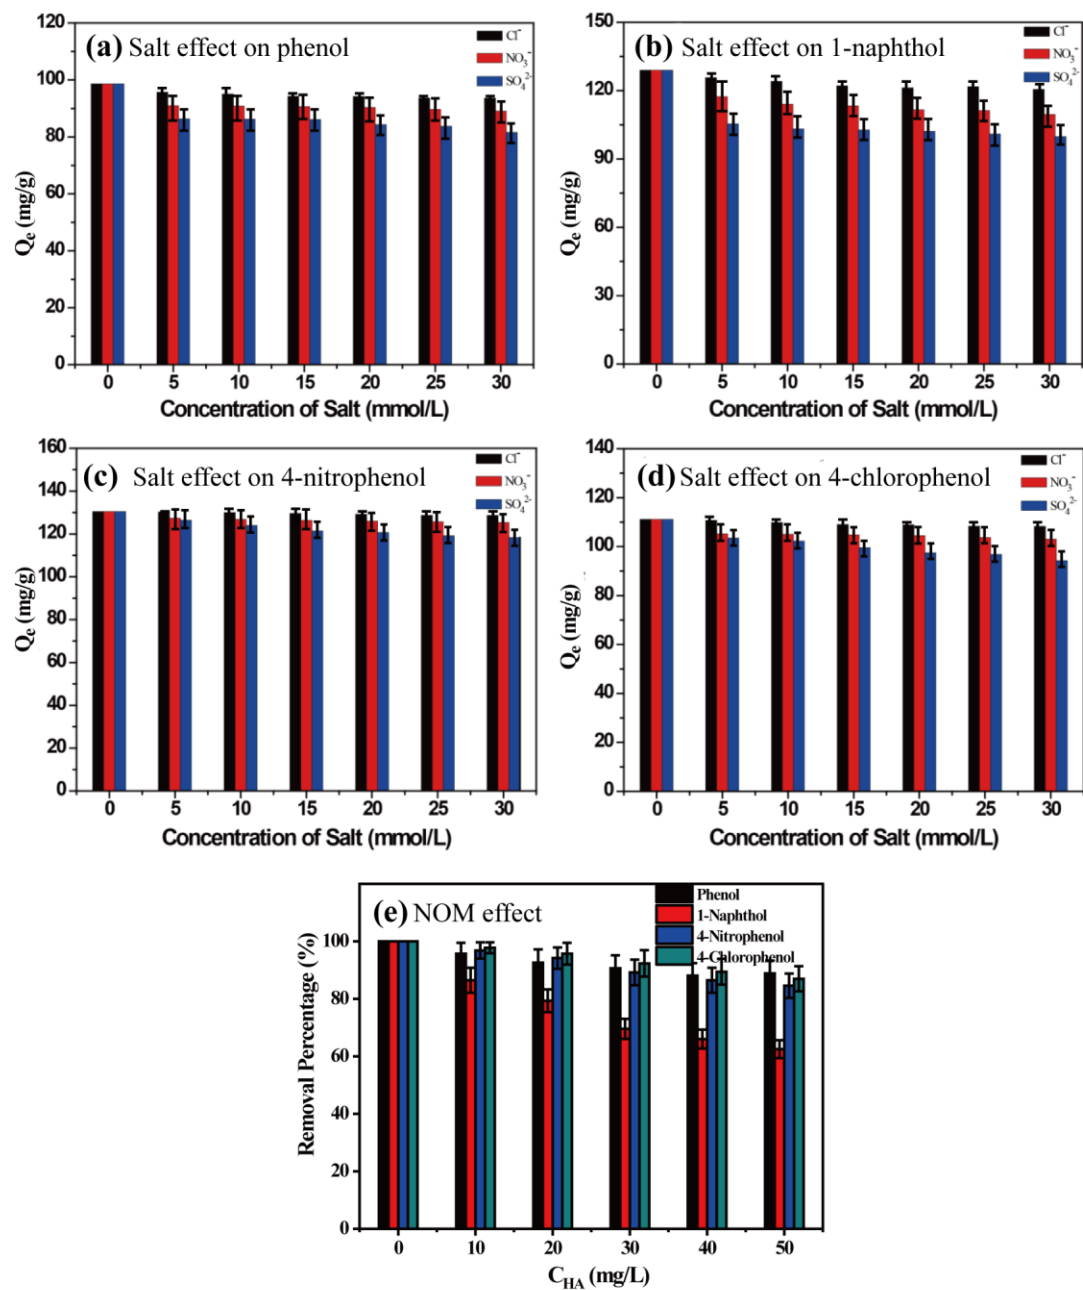 (a) Salt effect on phenol
Cl⁻
NO₃⁻
SO₄²⁻
120
100
80
60
40
20
0
Qₑ (mg/g)
0 5 10 15 20 25 30
Concentration of Salt (mmol/L)
(b) Salt effect on 1-naphthol
Cl⁻
NO₃⁻
SO₄²⁻
150
120
90
60
30
0
Qₑ (mg/g)
0 5 10 15 20 25 30
Concentration of Salt (mmol/L)
(c) Salt effect on 4-nitrophenol
Cl⁻
NO₃⁻
SO₄²⁻
160
140
120
100
80
60
40
20
0
Qₑ (mg/g)
0 5 10 15 20 25 30
Concentration of Salt (mmol/L)
(d) Salt effect on 4-chlorophenol
Cl⁻
NO₃⁻
SO₄²⁻
140
120
100
80
60
40
20
0
Qₑ (mg/g)
0 5 10 15 20 25 30
Concentration of Salt (mmol/L)
(e) NOM effect
Phenol
1-Naphthol
4-Nitrophenol
4-Chlorophenol
100
80
60
40
20
0
Removal Percentage (%)
0 10 20 30 40 50
C_HA (mg/L)